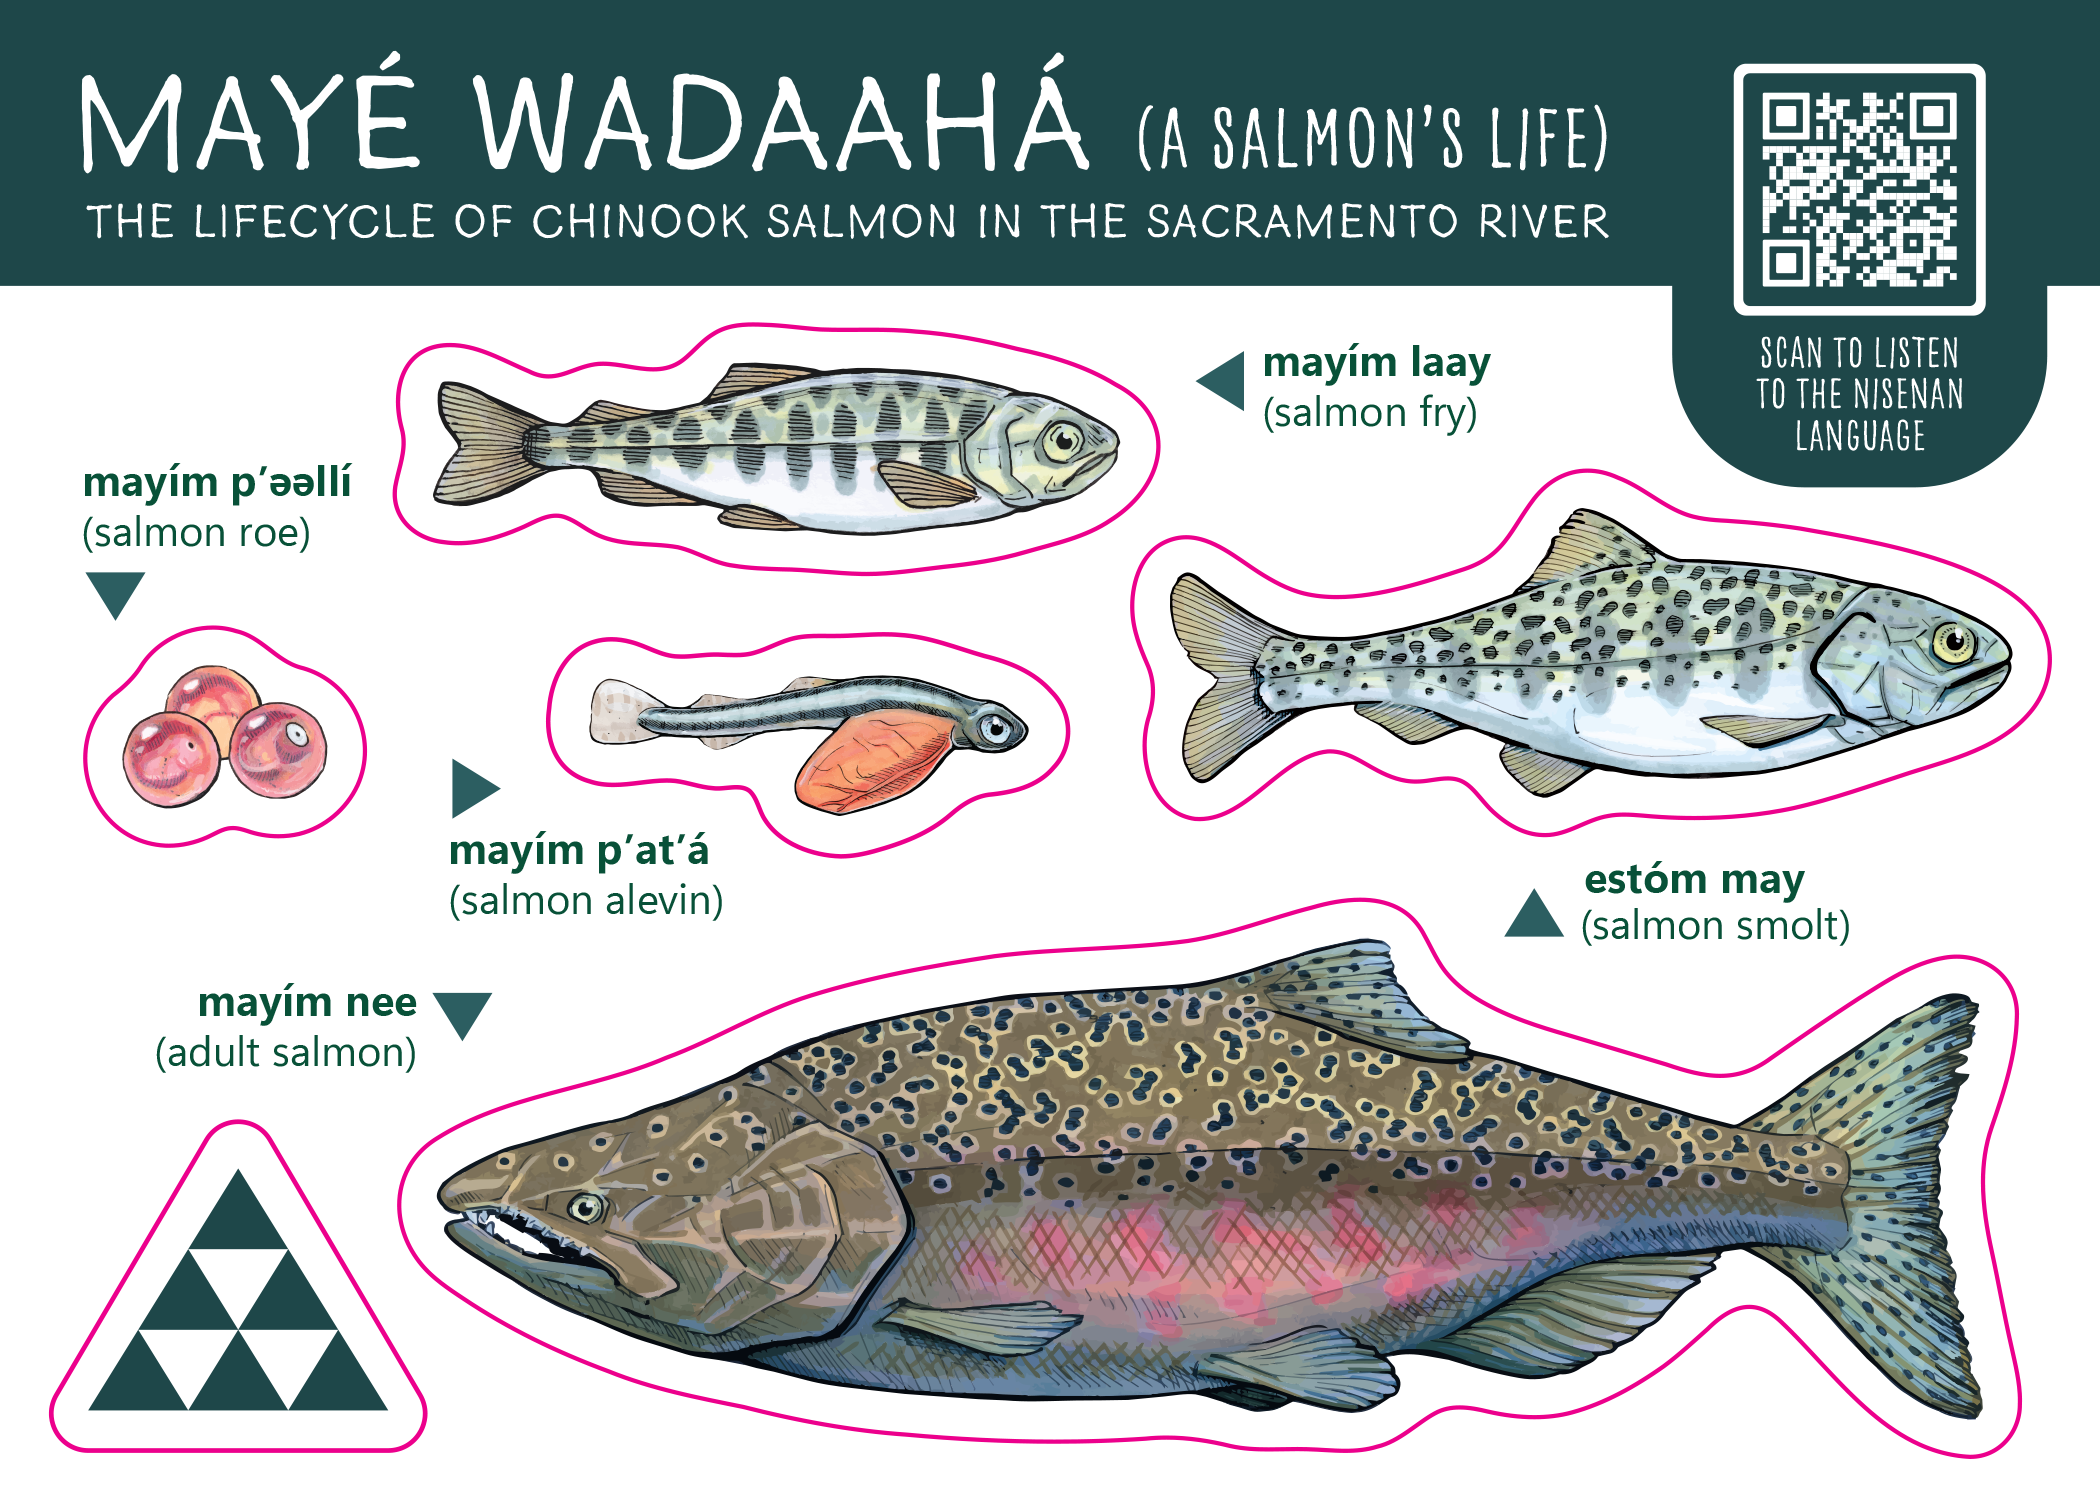 MAYÉ WADAAHÁ (A SALMON'S LIFE)
THE LIFECYCLE OF CHINOOK SALMON IN THE SACRAMENTO RIVER
SCAN TO LISTEN
TO THE NISENAN
LANGUAGE
mayím laay
(salmon fry)
mayím p’əəllí
(salmon roe)
mayím p’at’á
(salmon alevin)
estóm may
(salmon smolt)
mayím nee
(adult salmon)